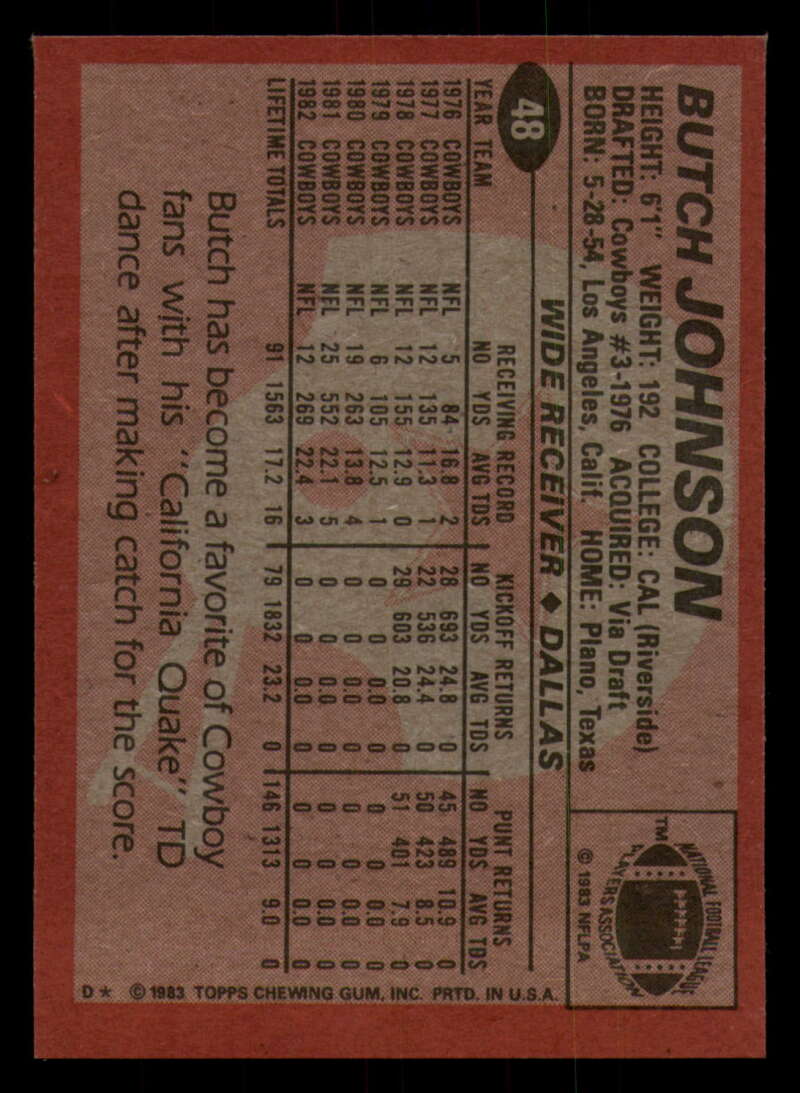 BUTCH JOHNSON
HEIGHT: 6'1" WEIGHT: 192 COLLEGE: CAL (Riverside)
DRAFTED: Cowboys #3-1976 ACQUIRED: Via Draft
BORN: 5-28-54, Los Angeles, Calif. HOME: Plano, Texas
TM
NATIONAL FOOTBALL LEAGUE
PLAYERS ASSOCIATION
© 1983 NFLPA
48
WIDE RECEIVER ♦ DALLAS
RECEIVING RECORD KICKOFF RETURNS PUNT RETURNS
YEAR TEAM NO YDS AVG TDS NO YDS AVG TDS NO YDS AVG TDS
1976 COWBOYS NFL 5 84 16.8 2 28 693 24.8 0 45 489 10.9 0
1977 COWBOYS NFL 12 135 11.3 1 22 536 24.4 0 50 423 8.5 0
1978 COWBOYS NFL 12 155 12.9 0 29 603 20.8 0 51 401 7.9 0
1979 COWBOYS NFL 6 105 12.5 1 0 0 0.0 0 0 0 0.0 0
1980 COWBOYS NFL 19 263 13.8 4 0 0 0.0 0 0 0 0.0 0
1981 COWBOYS NFL 25 552 22.1 5 0 0 0.0 0 0 0 0.0 0
1982 COWBOYS NFL 12 269 22.4 3 0 0 0.0 0 0 0 0.0 0
LIFETIME TOTALS 91 1563 17.2 16 79 1832 23.2 0 146 1313 9.0 0
Butch has become a favorite of Cowboy
fans with his "California Quake" TD
dance after making catch for the score.
D* © 1983 TOPPS CHEWING GUM, INC. PRTD. IN U.S.A.